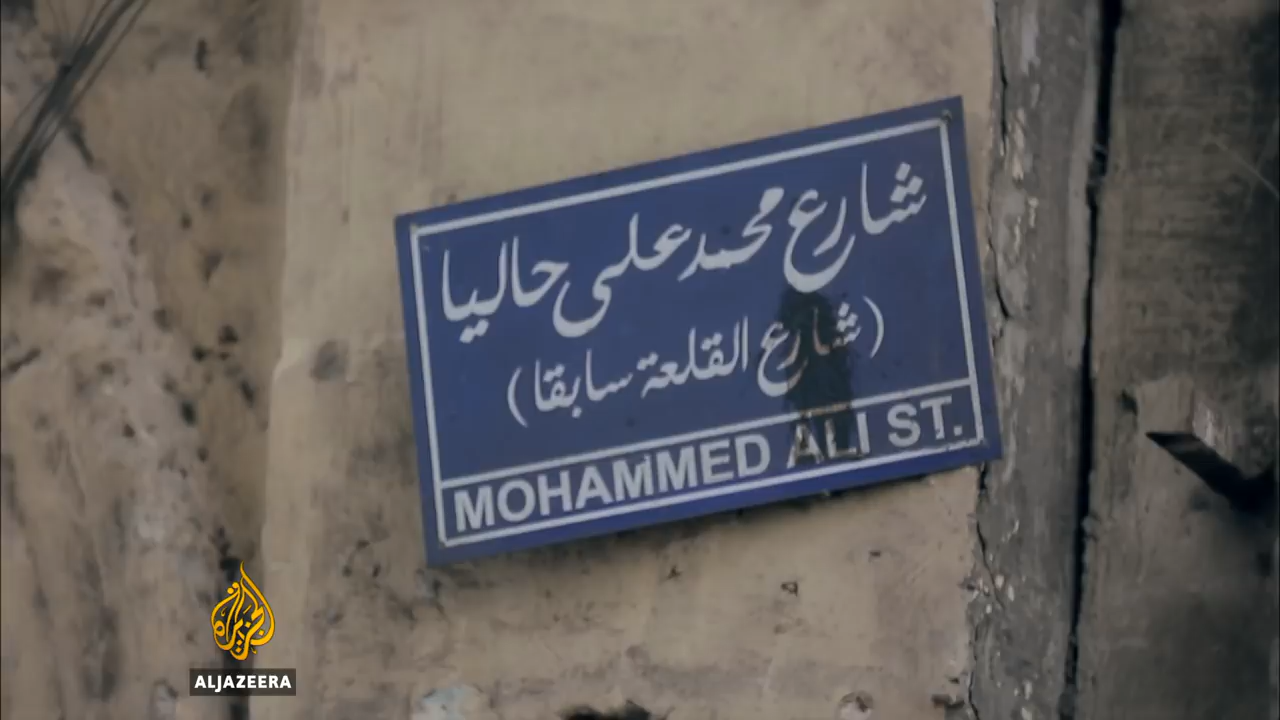 شارع محمد على حاليا
(شارع القلعة سابقا)
MOHAMMED ALI ST.
الجزيرة
ALJAZEERA